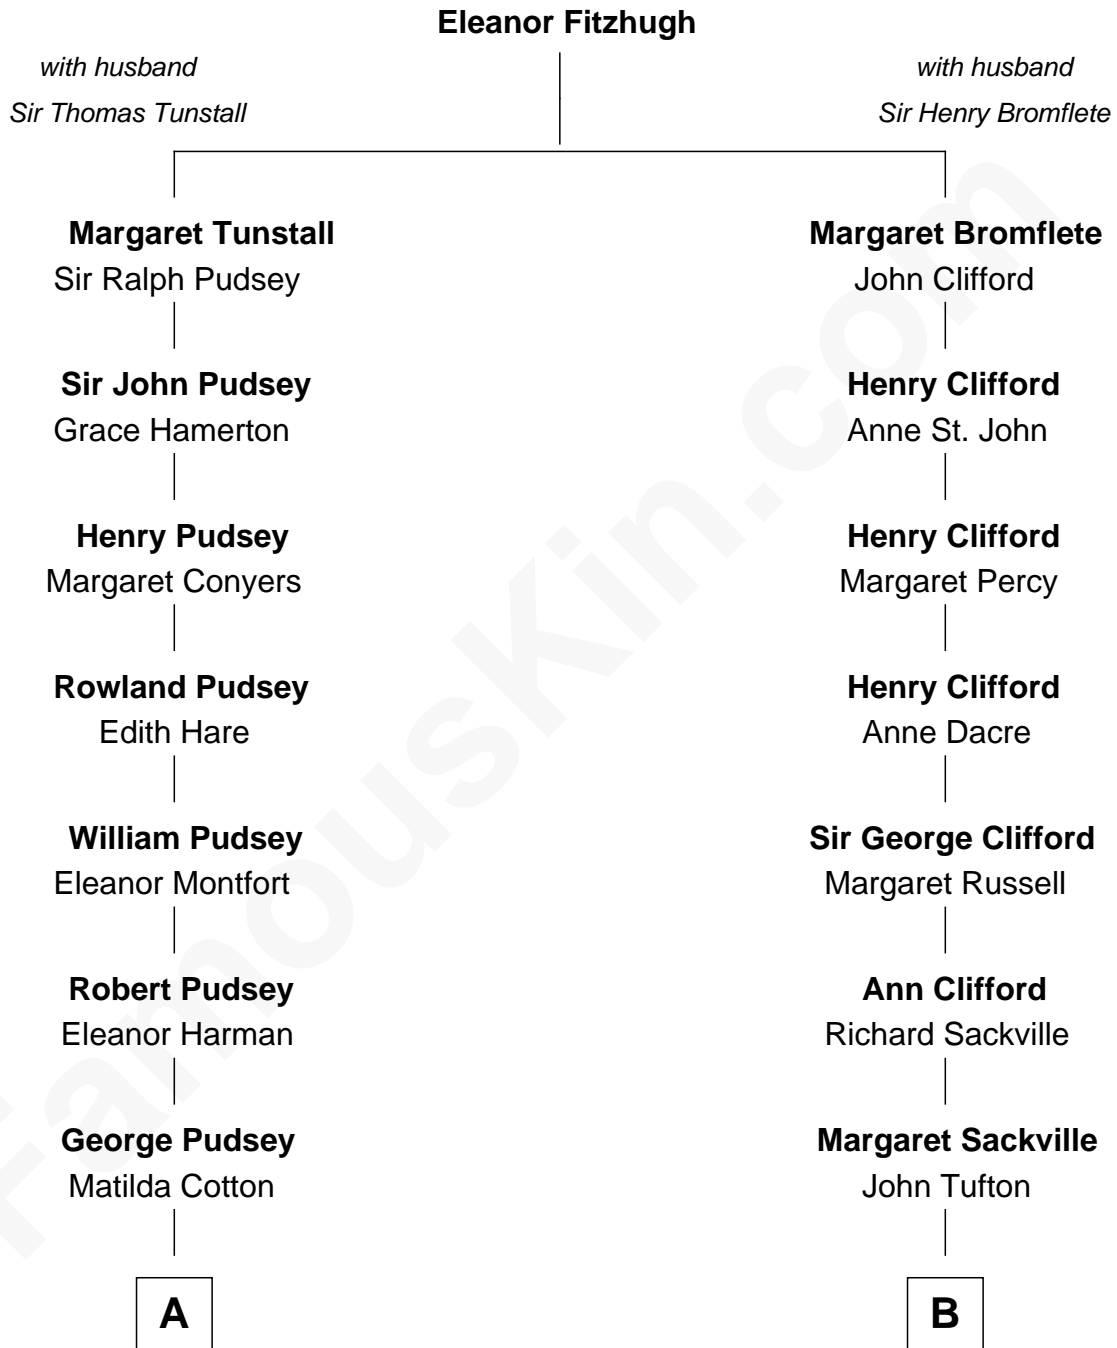 Eleanor Fitzhugh
with husband
Sir Thomas Tunstall
with husband
Sir Henry Bromflete
Margaret Tunstall
Sir Ralph Pudsey
Margaret Bromflete
John Clifford
Sir John Pudsey
Grace Hamerton
Henry Clifford
Anne St. John
Henry Pudsey
Margaret Conyers
Henry Clifford
Margaret Percy
Rowland Pudsey
Edith Hare
Henry Clifford
Anne Dacre
William Pudsey
Eleanor Montfort
Sir George Clifford
Margaret Russell
Robert Pudsey
Eleanor Harman
Ann Clifford
Richard Sackville
George Pudsey
Matilda Cotton
Margaret Sackville
John Tufton
A
B
FamousKin.com